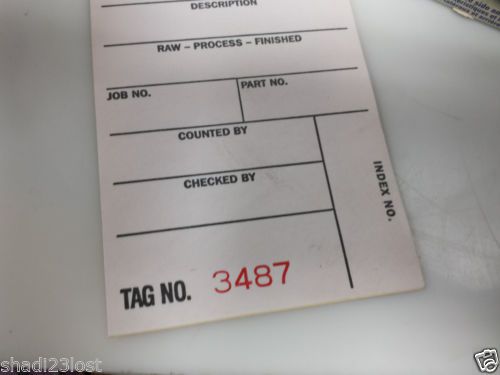 DESCRIPTION
RAW – PROCESS – FINISHED
JOB NO.
PART NO.
COUNTED BY
CHECKED BY
INDEX NO.
TAG NO. 3487
shadi23lost